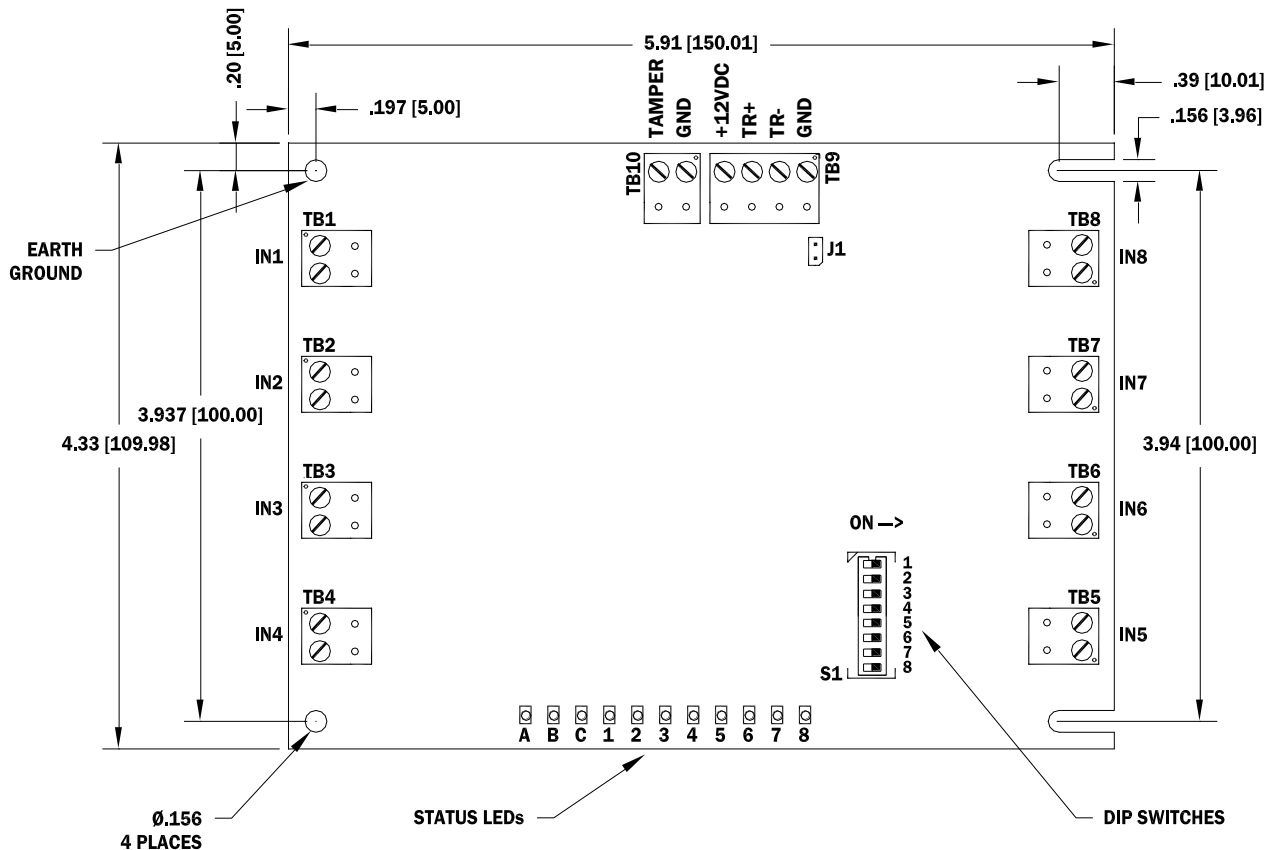 5.91 [150.01]
.20 [5.00]
.39 [10.01]
.197 [5.00]
.156 [3.96]
TAMPER
GND
+12VDC
TR+
TR-
GND
TB10
TB9
J1
EARTH
GROUND
TB1
IN1
TB8
IN8
TB2
IN2
TB7
IN7
3.937 [100.00]
4.33 [109.98]
3.94 [100.00]
TB3
IN3
TB6
IN6
ON —>
1
2
3
4
5
6
7
8
S1
TB4
IN4
TB5
IN5
A B C 1 2 3 4 5 6 7 8
Ø.156
4 PLACES
STATUS LEDs
DIP SWITCHES